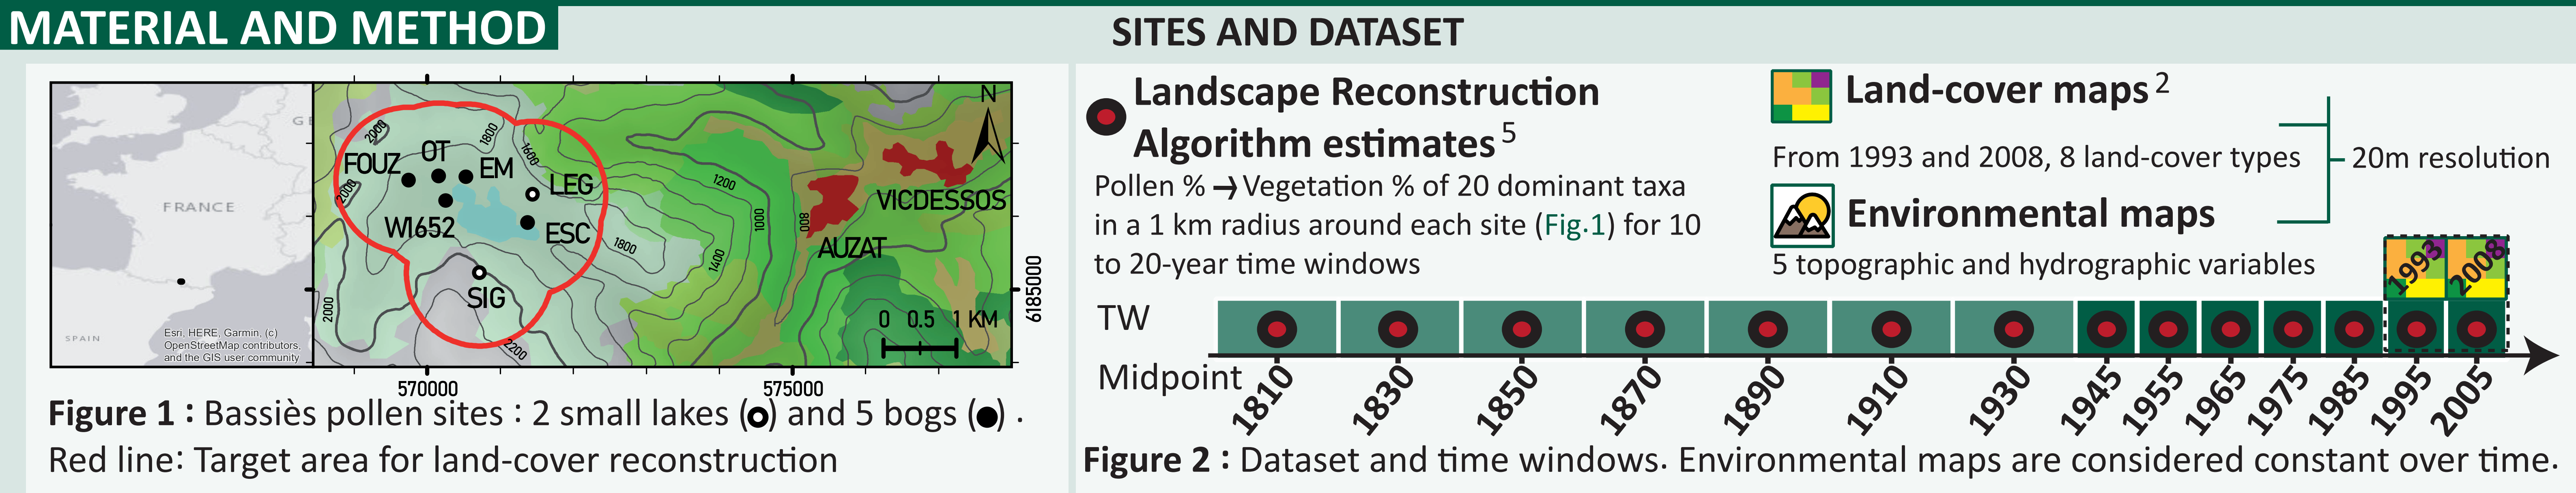 MATERIAL AND METHOD
SITES AND DATASET
FRANCE
SPAIN
G E
Esri, HERE, Garmin, (c)
OpenStreetMap contributors,
and the GIS user community
2000
1800
1600
2000
FOUZ
OT
EM
LEG
WI652
ESC
SIG
1800
2000
2200
1200
1000
1400
800
VICDESSOS
AUZAT
N
0 0.5 1 KM
6185000
570000
575000
Figure 1 : Bassiès pollen sites : 2 small lakes () and 5 bogs () .
Red line: Target area for land-cover reconstruction
Landscape Reconstruction
Algorithm estimates 5
Pollen % → Vegetation % of 20 dominant taxa
in a 1 km radius around each site (Fig.1) for 10
to 20-year time windows
Land-cover maps 2
From 1993 and 2008, 8 land-cover types
Environmental maps
5 topographic and hydrographic variables
20m resolution
1993
2008
TW
Midpoint
1810
1830
1850
1870
1890
1910
1930
1945
1955
1965
1975
1985
1995
2005
Figure 2 : Dataset and time windows. Environmental maps are considered constant over time.